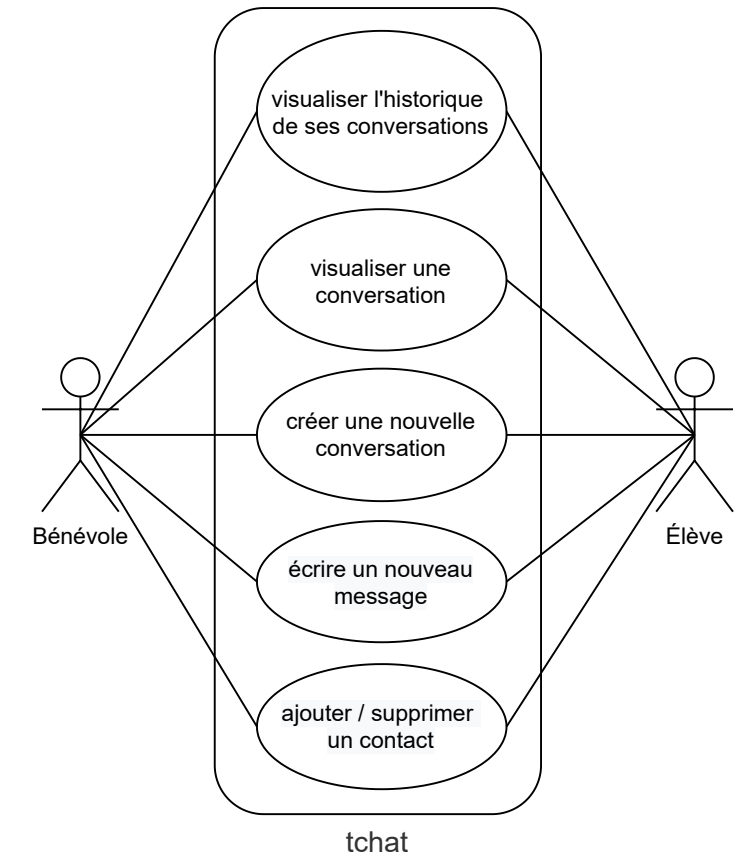 visualiser l'historique
de ses conversations
visualiser une
conversation
créer une nouvelle
conversation
Bénévole
Élève
écrire un nouveau
message
ajouter / supprimer
un contact
tchat